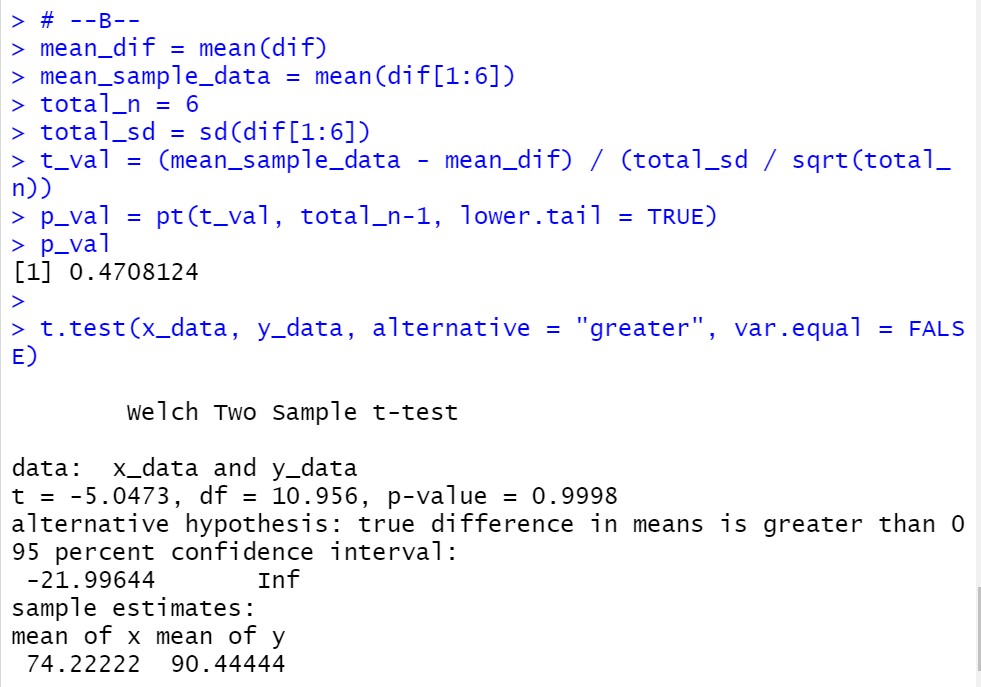 > # --B--
> mean_dif = mean(dif)
> mean_sample_data = mean(dif[1:6])
> total_n = 6
> total_sd = sd(dif[1:6])
> t_val = (mean_sample_data - mean_dif) / (total_sd / sqrt(total_
n))
> p_val = pt(t_val, total_n-1, lower.tail = TRUE)
> p_val
[1] 0.4708124
>
> t.test(x_data, y_data, alternative = "greater", var.equal = FALS
E)
Welch Two Sample t-test
data:  x_data and y_data
t = -5.0473, df = 10.956, p-value = 0.9998
alternative hypothesis: true difference in means is greater than 0
95 percent confidence interval:
 -21.99644       Inf
sample estimates:
mean of x mean of y
 74.22222  90.44444